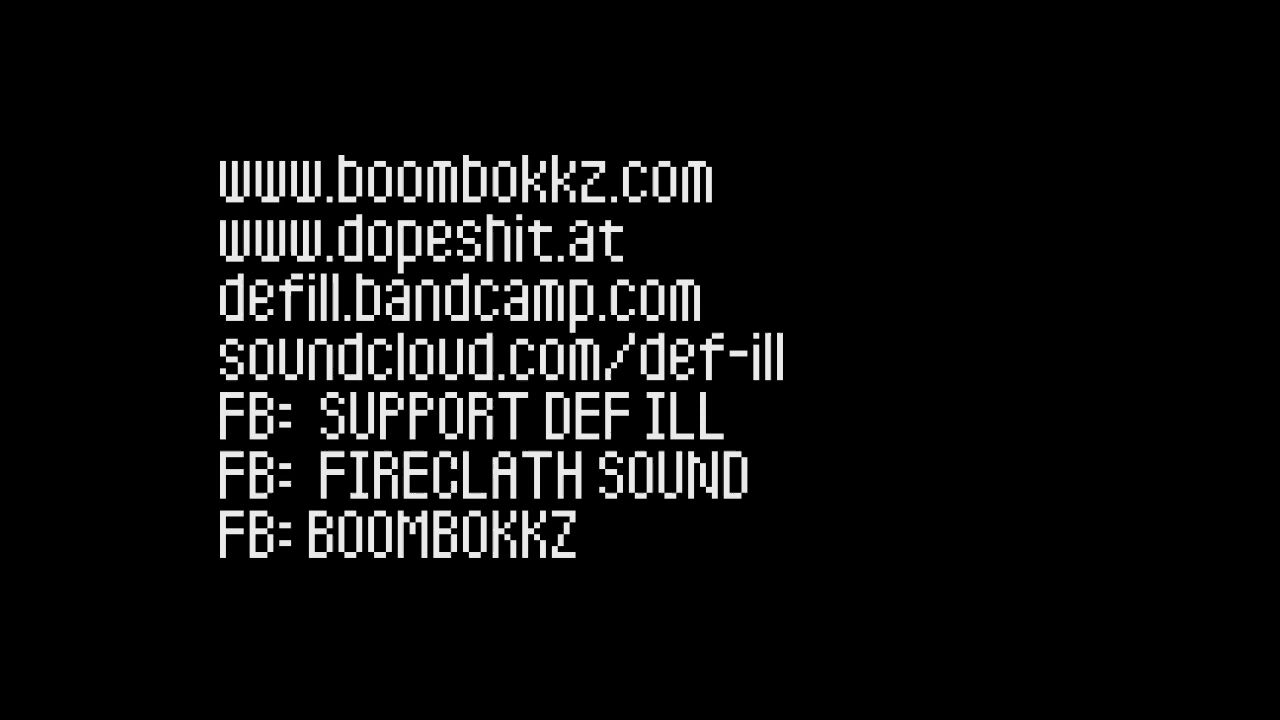 www.boombokkz.com
www.dopeshit.at
defill.bandcamp.com
soundcloud.com/def-ill
FB: SUPPORT DEF ILL
FB: FIRECLATH SOUND
FB: BOOMBOKKZ